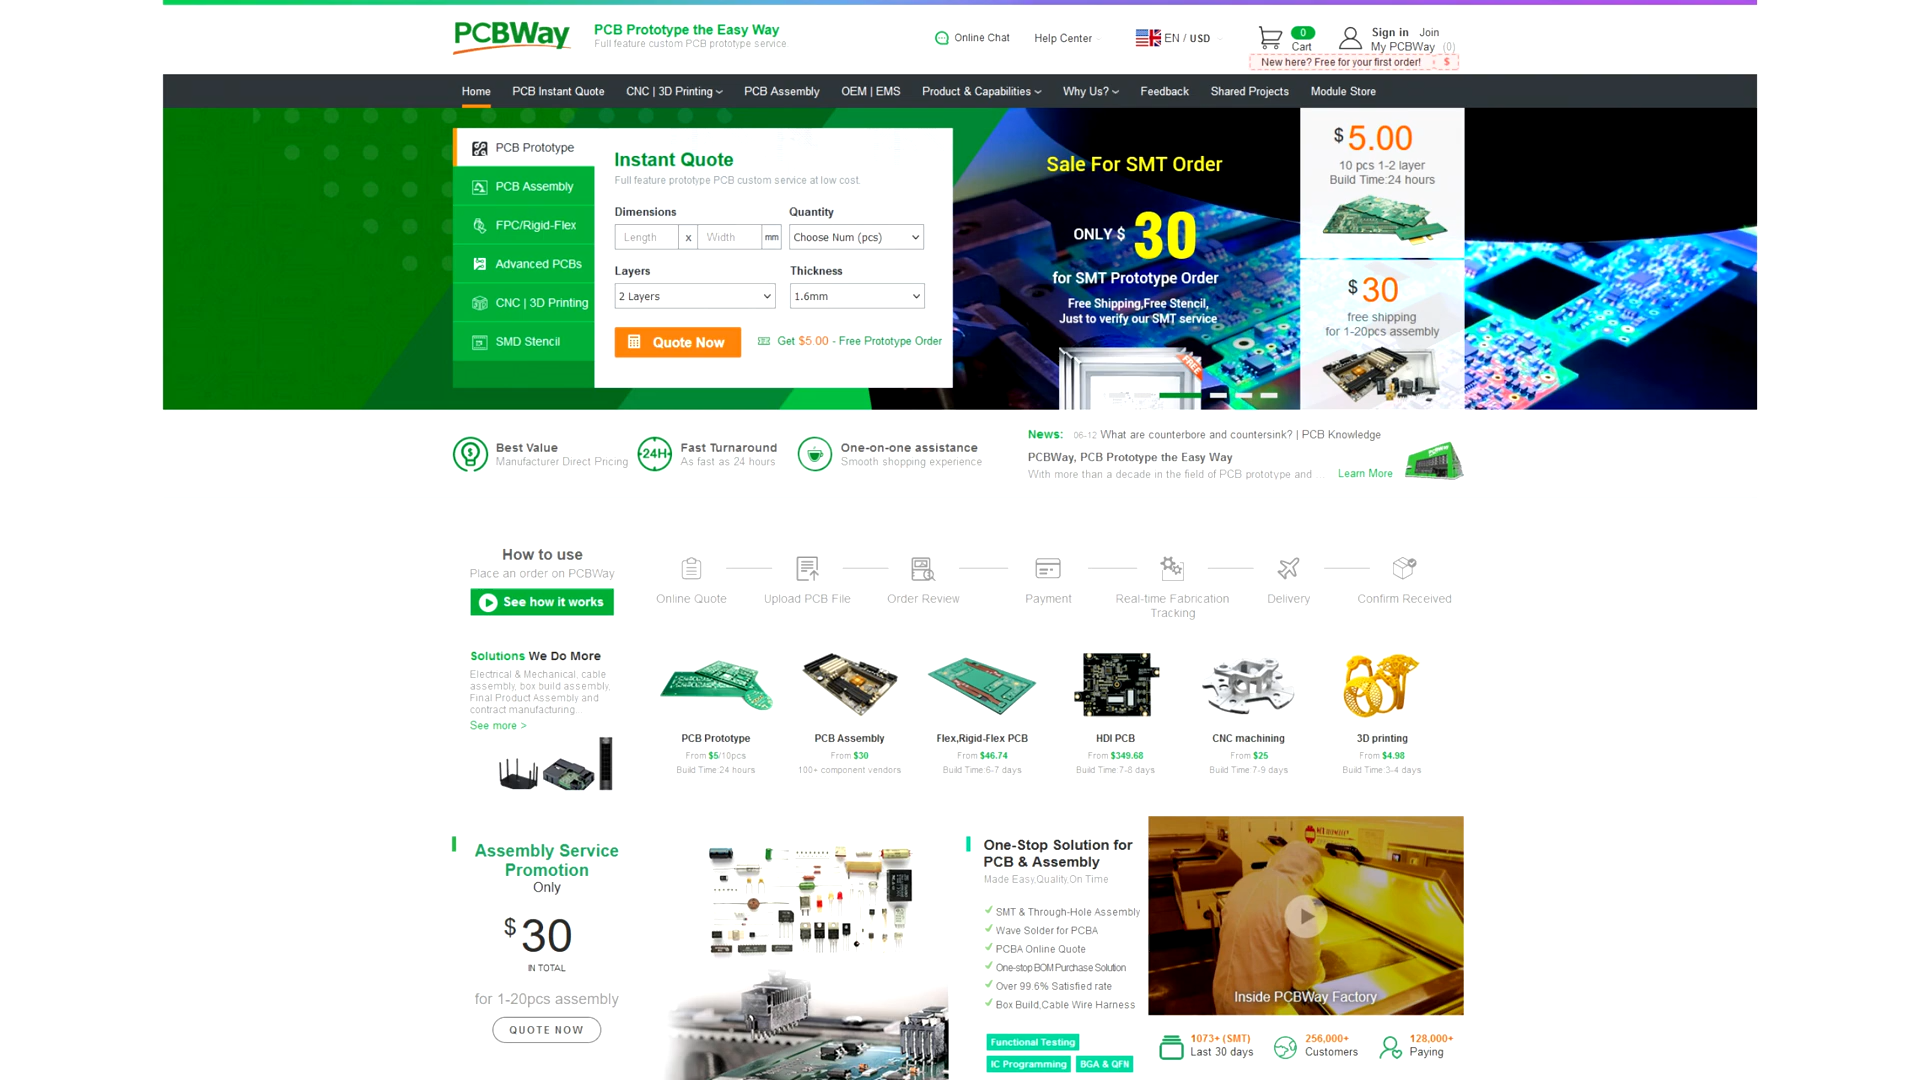 PCBWay
PCB Prototype the Easy Way
Full feature custom PCB prototype service
Online Chat
Help Center
EN / USD
0
Cart
Sign in Join
My PCBWay (0)
New here? Free for your first order! $
Home PCB Instant Quote CNC | 3D Printing PCB Assembly OEM | EMS Product & Capabilities Why Us? Feedback Shared Projects Module Store
PCB Prototype
PCB Assembly
FPC/Rigid-Flex
Advanced PCBs
CNC | 3D Printing
SMD Stencil
Instant Quote
Full feature prototype PCB custom service at low cost.
Dimensions Quantity
Length x Width mm Choose Num (pcs)
Layers Thickness
2 Layers 1.6mm
Quote Now Get $5.00 - Free Prototype Order
Sale For SMT Order
ONLY $ 30
for SMT Prototype Order
Free Shipping,Free Stencil,
Just to verify our SMT service
FREE
$ 5.00
10 pcs 1-2 layer
Build Time:24 hours
$ 30
free shipping
for 1-20pcs assembly
Best Value
Manufacturer Direct Pricing
24H
Fast Turnaround
As fast as 24 hours
One-on-one assistance
Smooth shopping experience
News: 06-12 What are counterbore and countersink? | PCB Knowledge
PCBWay, PCB Prototype the Easy Way
With more than a decade in the field of PCB prototype and ... Learn More
How to use
Place an order on PCBWay
See how it works
Online Quote
Upload PCB File
Order Review
Payment
Real-time Fabrication
Tracking
Delivery
Confirm Received
Solutions We Do More
Electrical & Mechanical, cable
assembly, box build assembly,
Final Product Assembly and
contract manufacturing...
See more >
PCB Prototype
From $5/10pcs
Build Time 24 hours
PCB Assembly
From $30
100+ component vendors
Flex,Rigid-Flex PCB
From $46.74
Build Time:6-7 days
HDI PCB
From $349.68
Build Time:7-8 days
CNC machining
From $25
Build Time:7-9 days
3D printing
From $4.98
Build Time:3-4 days
Assembly Service
Promotion
Only
$ 30
IN TOTAL
for 1-20pcs assembly
QUOTE NOW
One-Stop Solution for
PCB & Assembly
Made Easy,Quality,On Time
SMT & Through-Hole Assembly
Wave Solder for PCBA
PCBA Online Quote
One-stop BOM Purchase Solution
Over 99.6% Satisfied rate
Box Build,Cable Wire Harness
Functional Testing
IC Programming BGA & QFN
Inside PCBWay Factory
1073+ (SMT)
Last 30 days
256,000+
Customers
128,000+
Paying